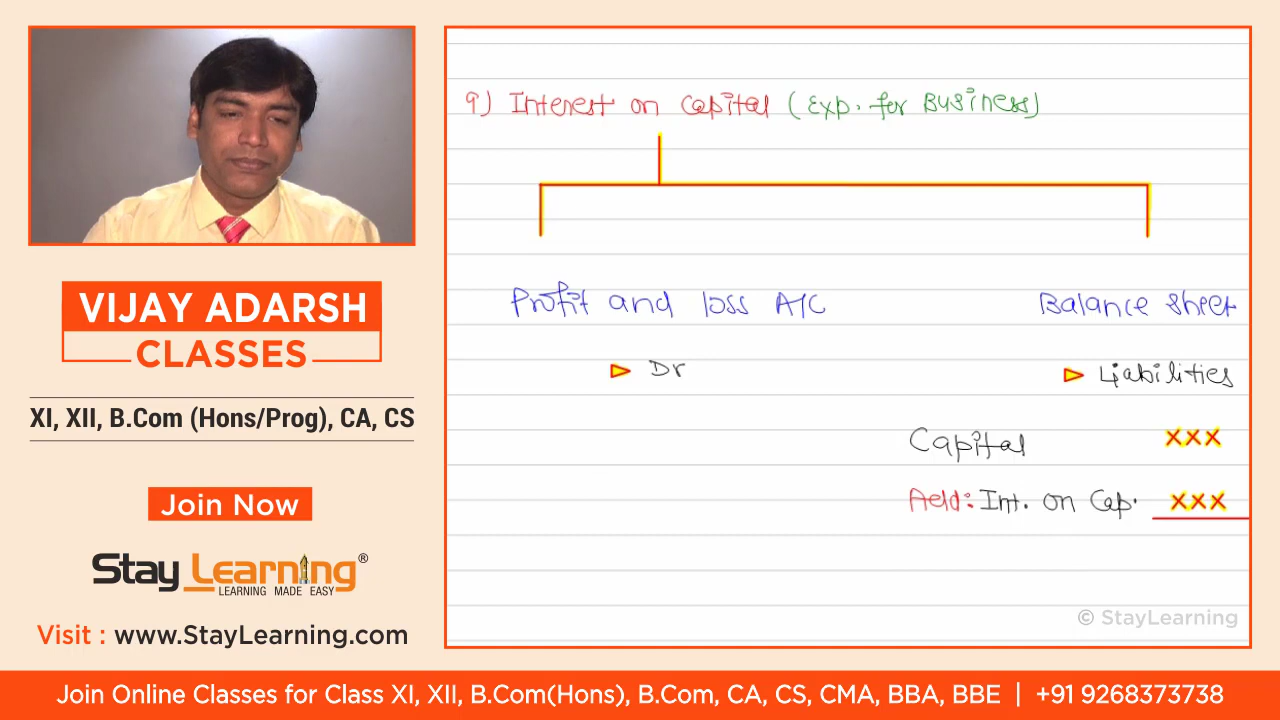 9) Interest on Capital (Exp. for Business)
Profit and loss A/C
Balance Sheet
Dr
Liabilities
Capital XXX
Add: Int. on Cap. XXX
© StayLearning
VIJAY ADARSH
CLASSES
XI, XII, B.Com (Hons/Prog), CA, CS
Join Now
Stay Learning®
LEARNING MADE EASY
Visit : www.StayLearning.com
Join Online Classes for Class XI, XII, B.Com(Hons), B.Com, CA, CS, CMA, BBA, BBE | +91 9268373738